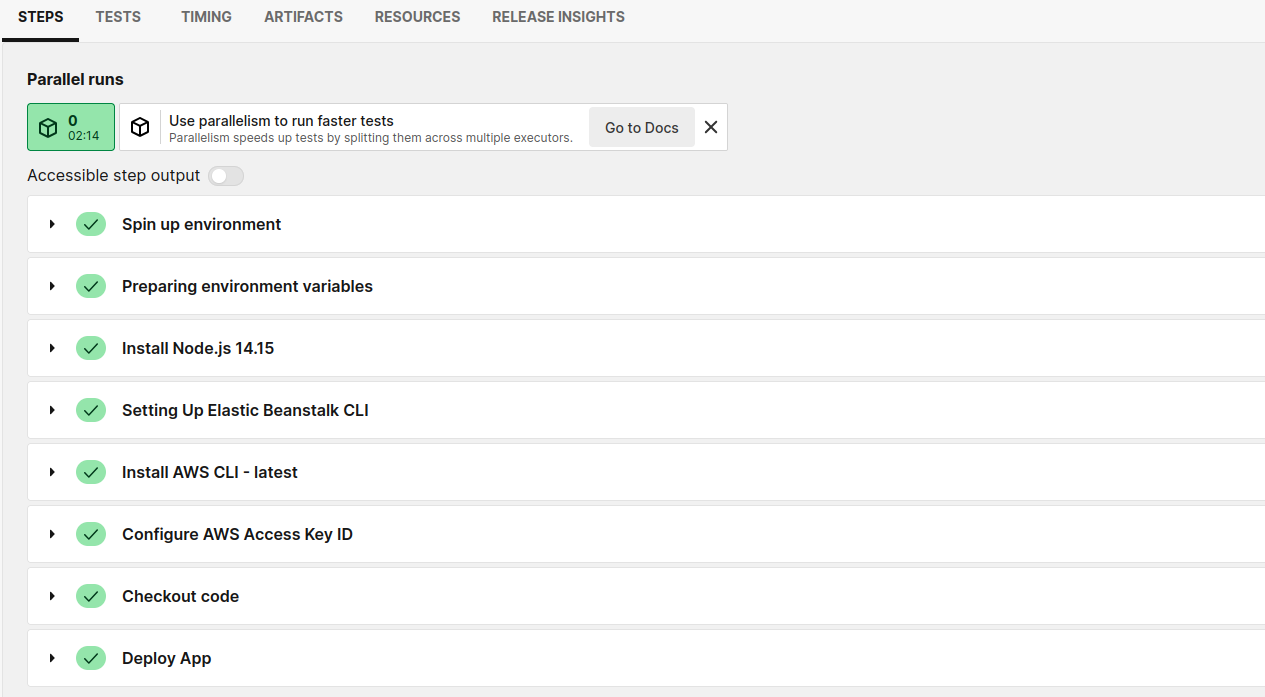 STEPS TESTS TIMING ARTIFACTS RESOURCES RELEASE INSIGHTS
Parallel runs
0
02:14
Use parallelism to run faster tests
Parallelism speeds up tests by splitting them across multiple executors.
Go to Docs
Accessible step output
Spin up environment
Preparing environment variables
Install Node.js 14.15
Setting Up Elastic Beanstalk CLI
Install AWS CLI - latest
Configure AWS Access Key ID
Checkout code
Deploy App